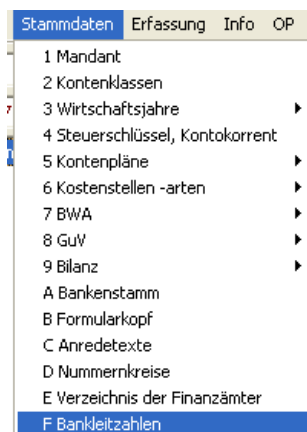 Stammdaten Erfassung Info OP
1 Mandant
2 Kontenklassen
3 Wirtschaftsjahre
4 Steuerschlüssel, Kontokorrent
5 Kontenpläne
6 Kostenstellen -arten
7 BWA
8 GuV
9 Bilanz
A Bankenstamm
B Formularkopf
C Anredetexte
D Nummernkreise
E Verzeichnis der Finanzämter
F Bankleitzahlen